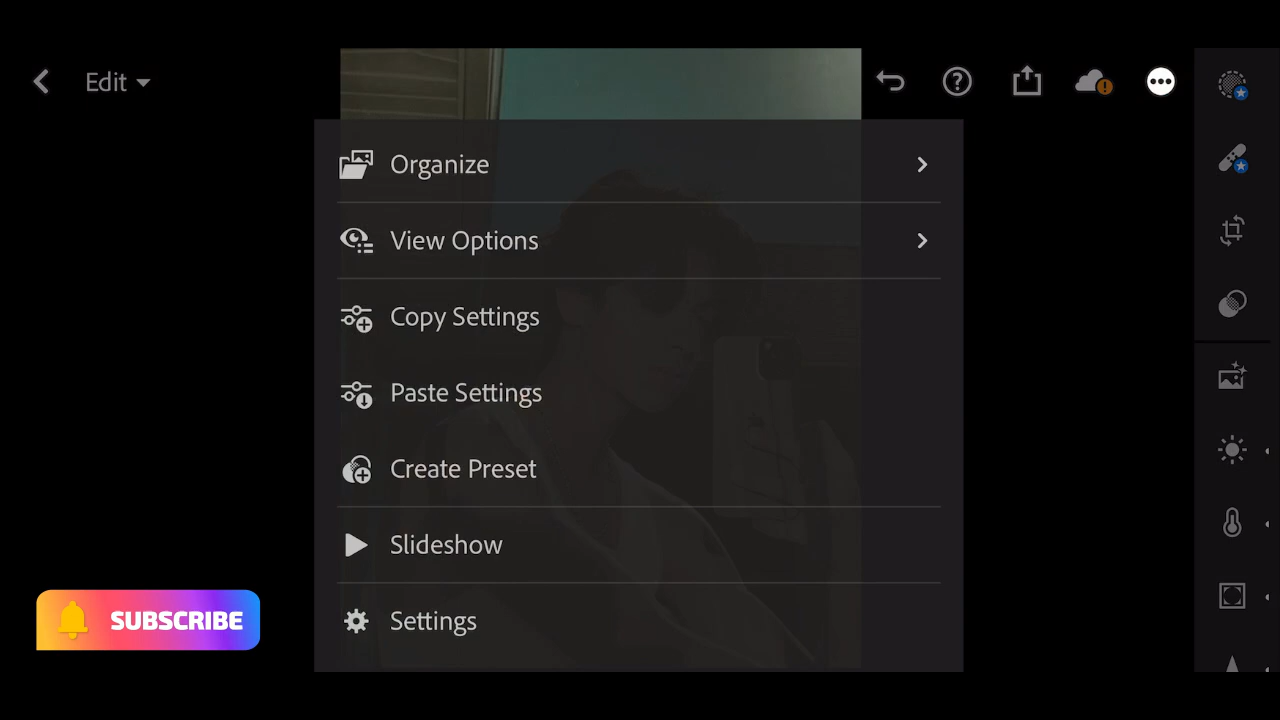 Edit
Organize
View Options
Copy Settings
Paste Settings
Create Preset
Slideshow
Settings
SUBSCRIBE